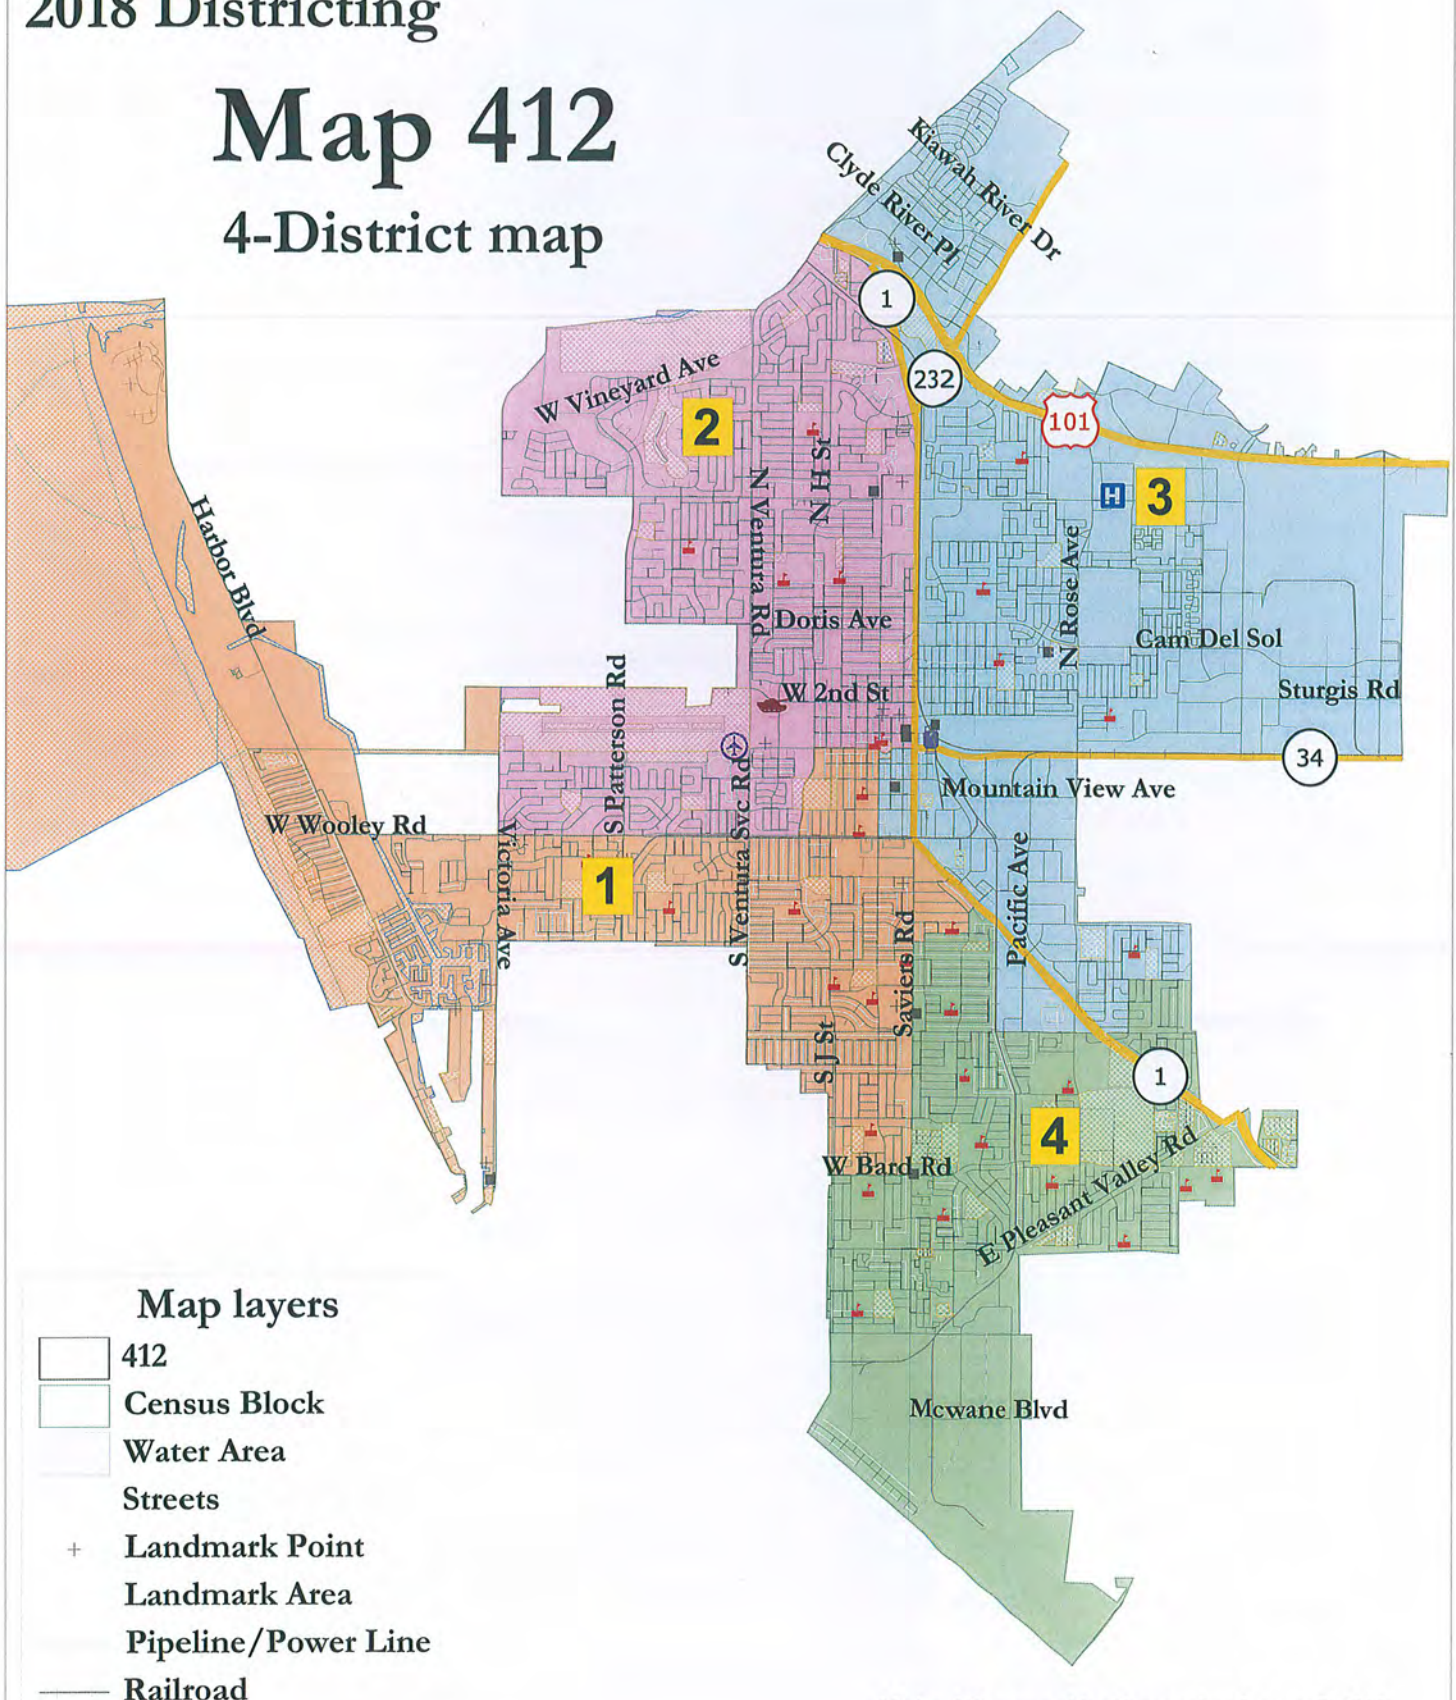 2018 Districting
Map 412
4-District map
Kiawah River Dr
Clyde River Pl
1
232
101
W Vineyard Ave
2
N H St
N Ventura Rd
H
3
Harbor Blvd
N Rose Ave
Doris Ave
Cam Del Sol
S Patterson Rd
W 2nd St
Sturgis Rd
34
Mountain View Ave
W Wooley Rd
Victoria Ave
S Ventura Svc Rd
1
Pacific Ave
Saviers Rd
S J St
1
4
W Bard Rd
E Pleasant Valley Rd
Mcwane Blvd
Map layers
412
Census Block
Water Area
Streets
Landmark Point
Landmark Area
Pipeline/Power Line
Railroad